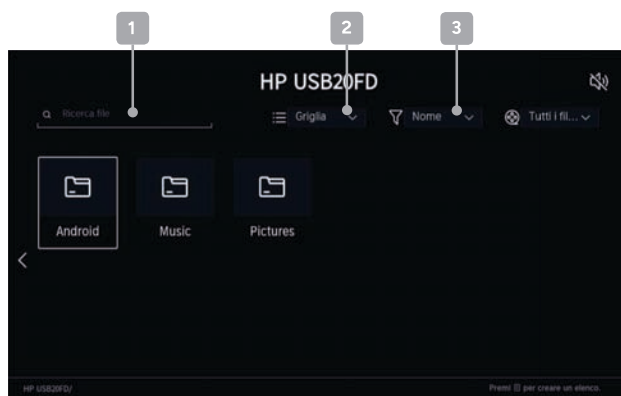 1 2 3
HP USB20FD
Ricerca file Griglia Nome Tutti i fil...
Android Music Pictures
HP USB20FD/ Premi per creare un elenco.